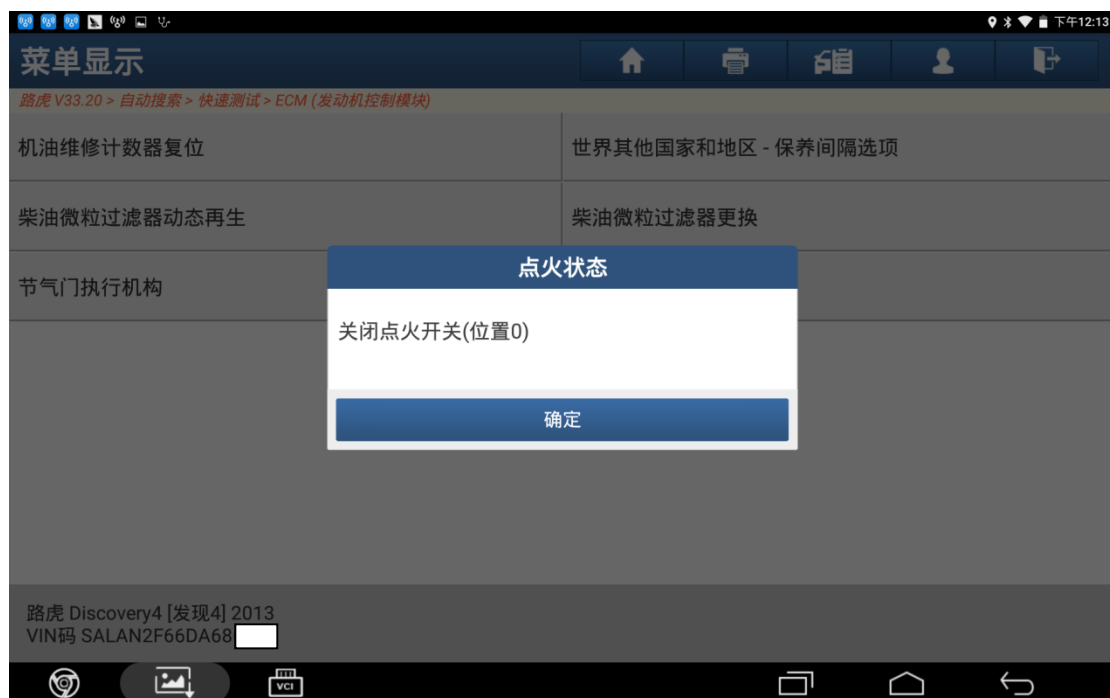 下午12:13
菜单显示
路虎 V33.20 > 自动搜索 > 快速测试 > ECM (发动机控制模块)
机油维修计数器复位
世界其他国家和地区 - 保养间隔选项
柴油微粒过滤器动态再生
柴油微粒过滤器更换
节气门执行机构
点火状态
关闭点火开关(位置0)
确定
路虎 Discovery4 [发现4] 2013
VIN码 SALAN2F66DA68
VCI